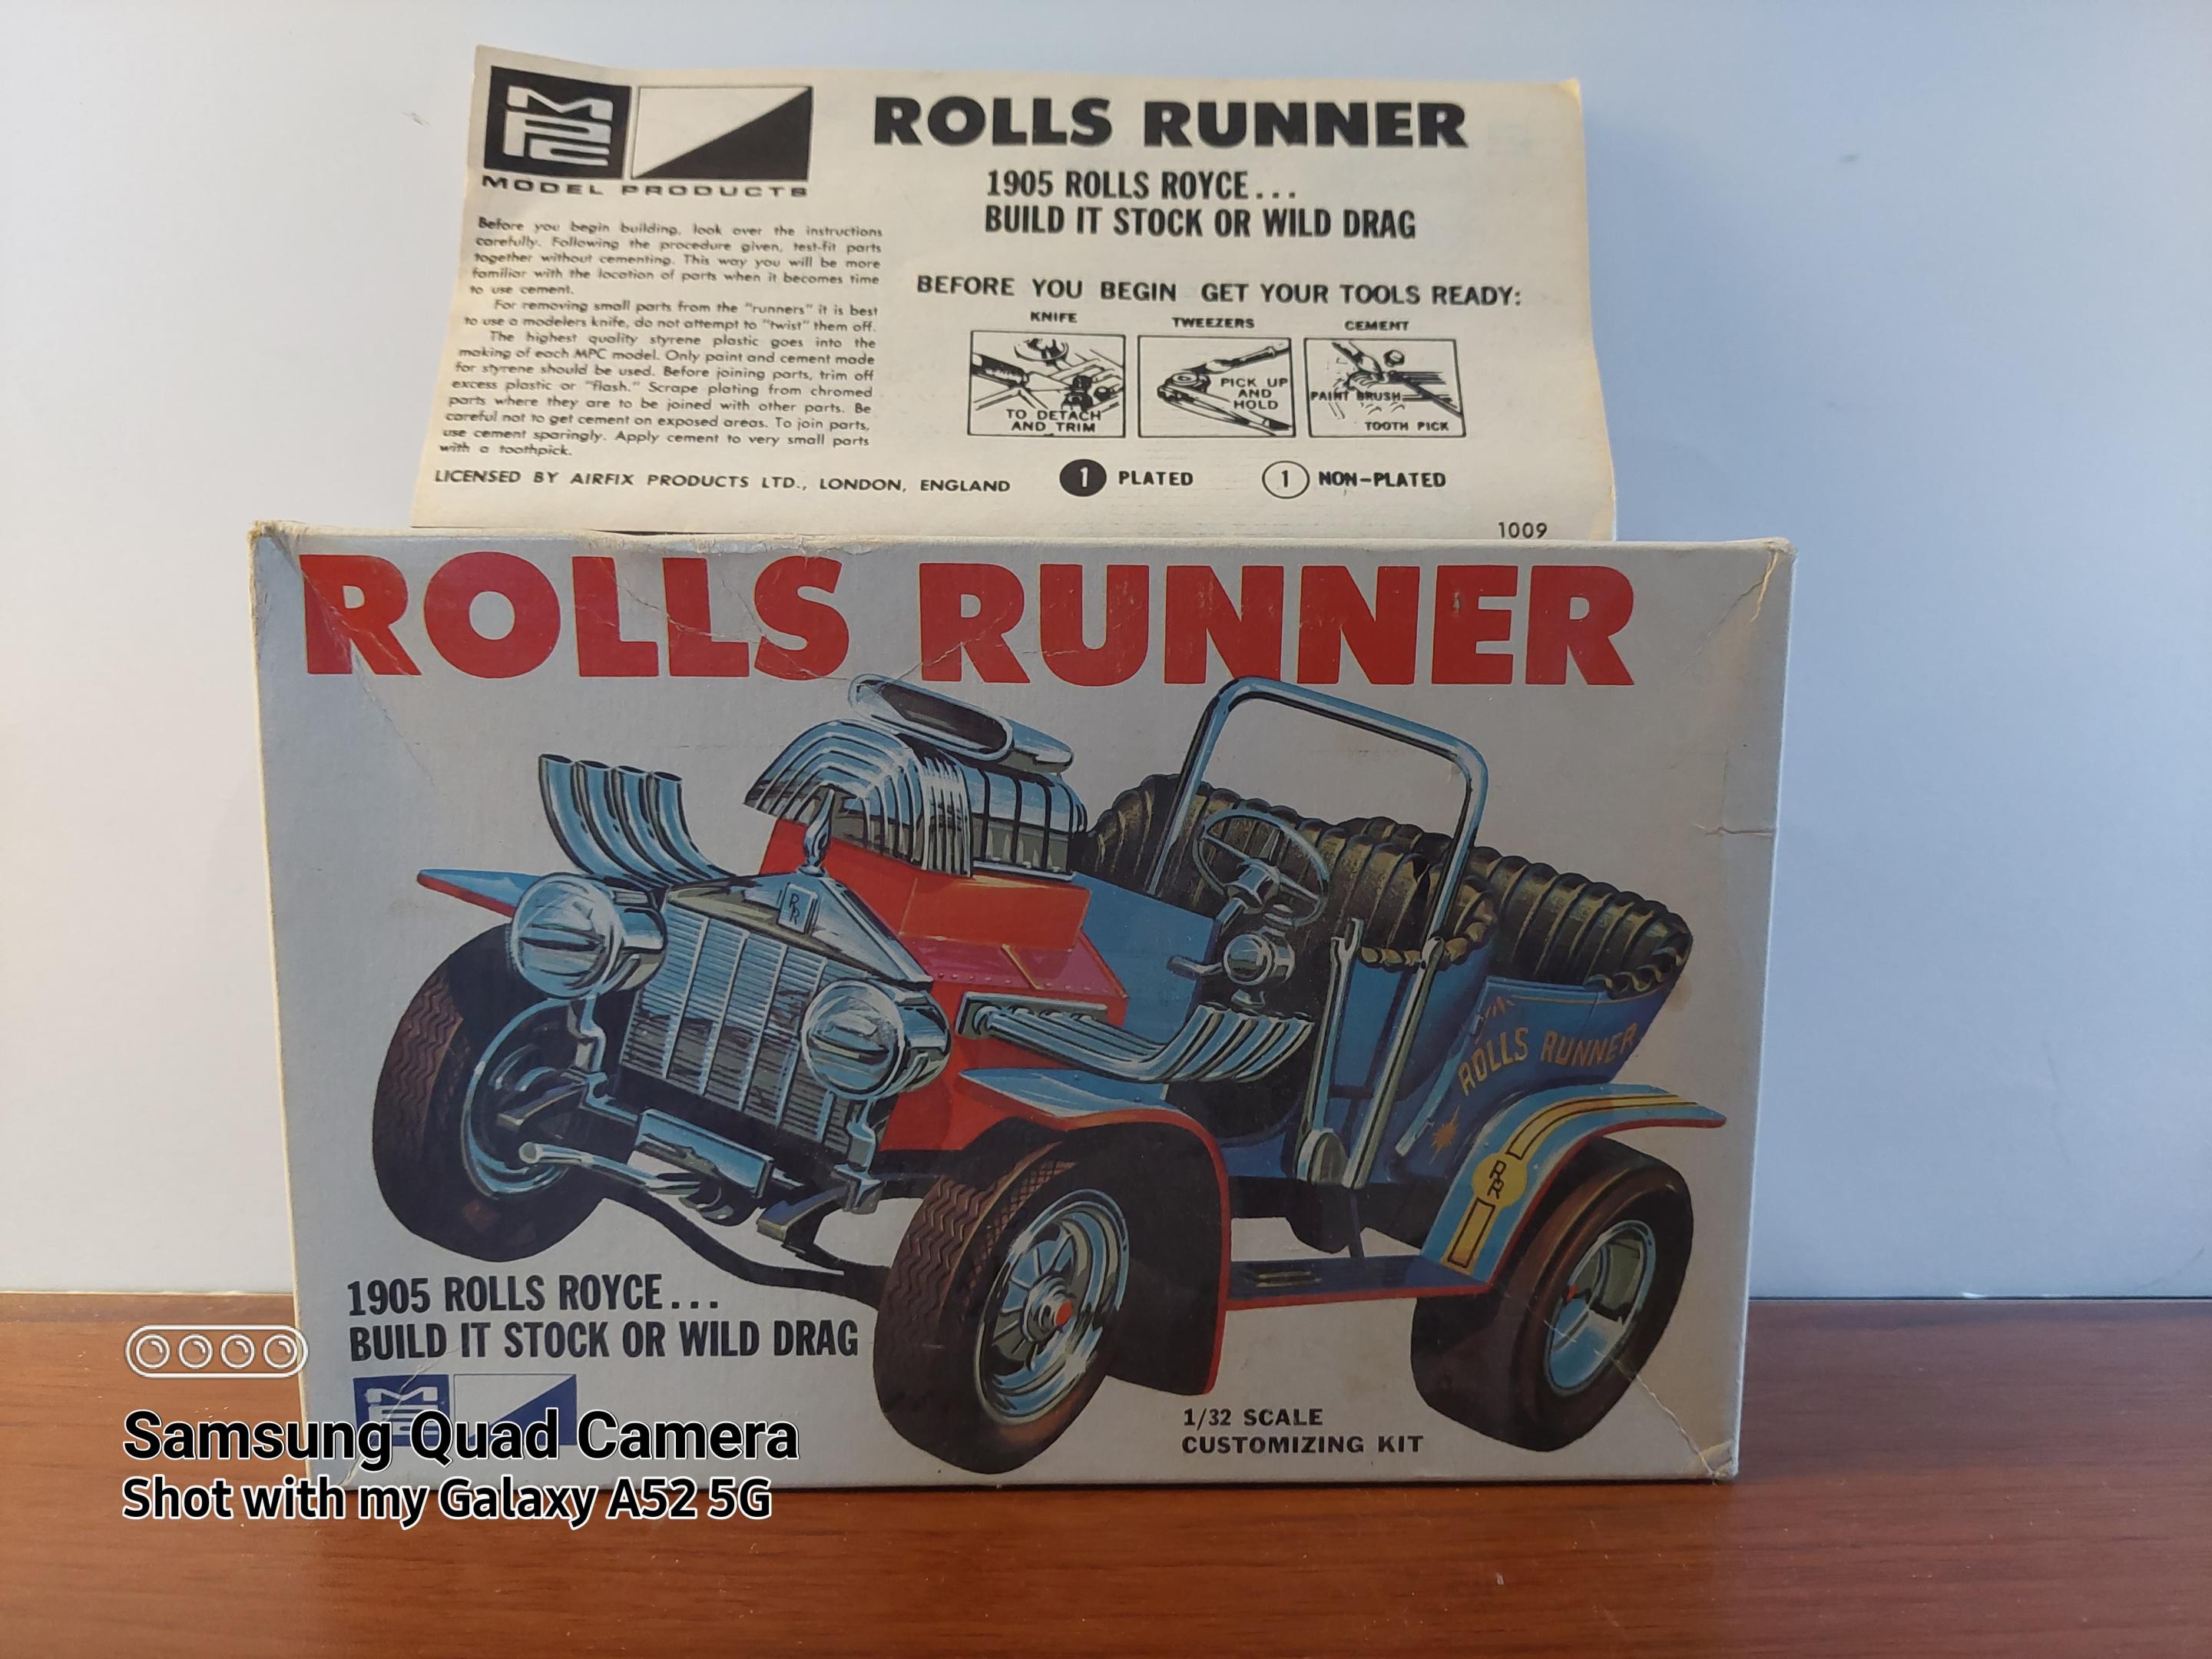 MPC
MODEL PRODUCTS
ROLLS RUNNER
1905 ROLLS ROYCE...
BUILD IT STOCK OR WILD DRAG
Before you begin building, look over the instructions
carefully. Following the procedure given, test-fit parts
together without cementing. This way you will be more
familiar with the location of parts when it becomes time
to use cement.
For removing small parts from the "runners" it is best
to use a modelers knife, do not attempt to "twist" them off.
The highest quality styrene plastic goes into the
making of each MPC model. Only paint and cement made
for styrene should be used. Before joining parts, trim off
excess plastic or "flash." Scrape plating from chromed
parts where they are to be joined with other parts. Be
careful not to get cement on exposed areas. To join parts,
use cement sparingly. Apply cement to very small parts
with a toothpick.
BEFORE YOU BEGIN GET YOUR TOOLS READY:
KNIFE
TO DETACH
AND TRIM
TWEEZERS
PICK UP
AND
HOLD
CEMENT
PAINT BRUSH
TOOTH PICK
LICENSED BY AIRFIX PRODUCTS LTD., LONDON, ENGLAND
1 PLATED
1 NON-PLATED
1009
ROLLS RUNNER
RR
ROLLS RUNNER
RR
1905 ROLLS ROYCE...
BUILD IT STOCK OR WILD DRAG
MPC
1/32 SCALE
CUSTOMIZING KIT
Samsung Quad Camera
Shot with my Galaxy A52 5G